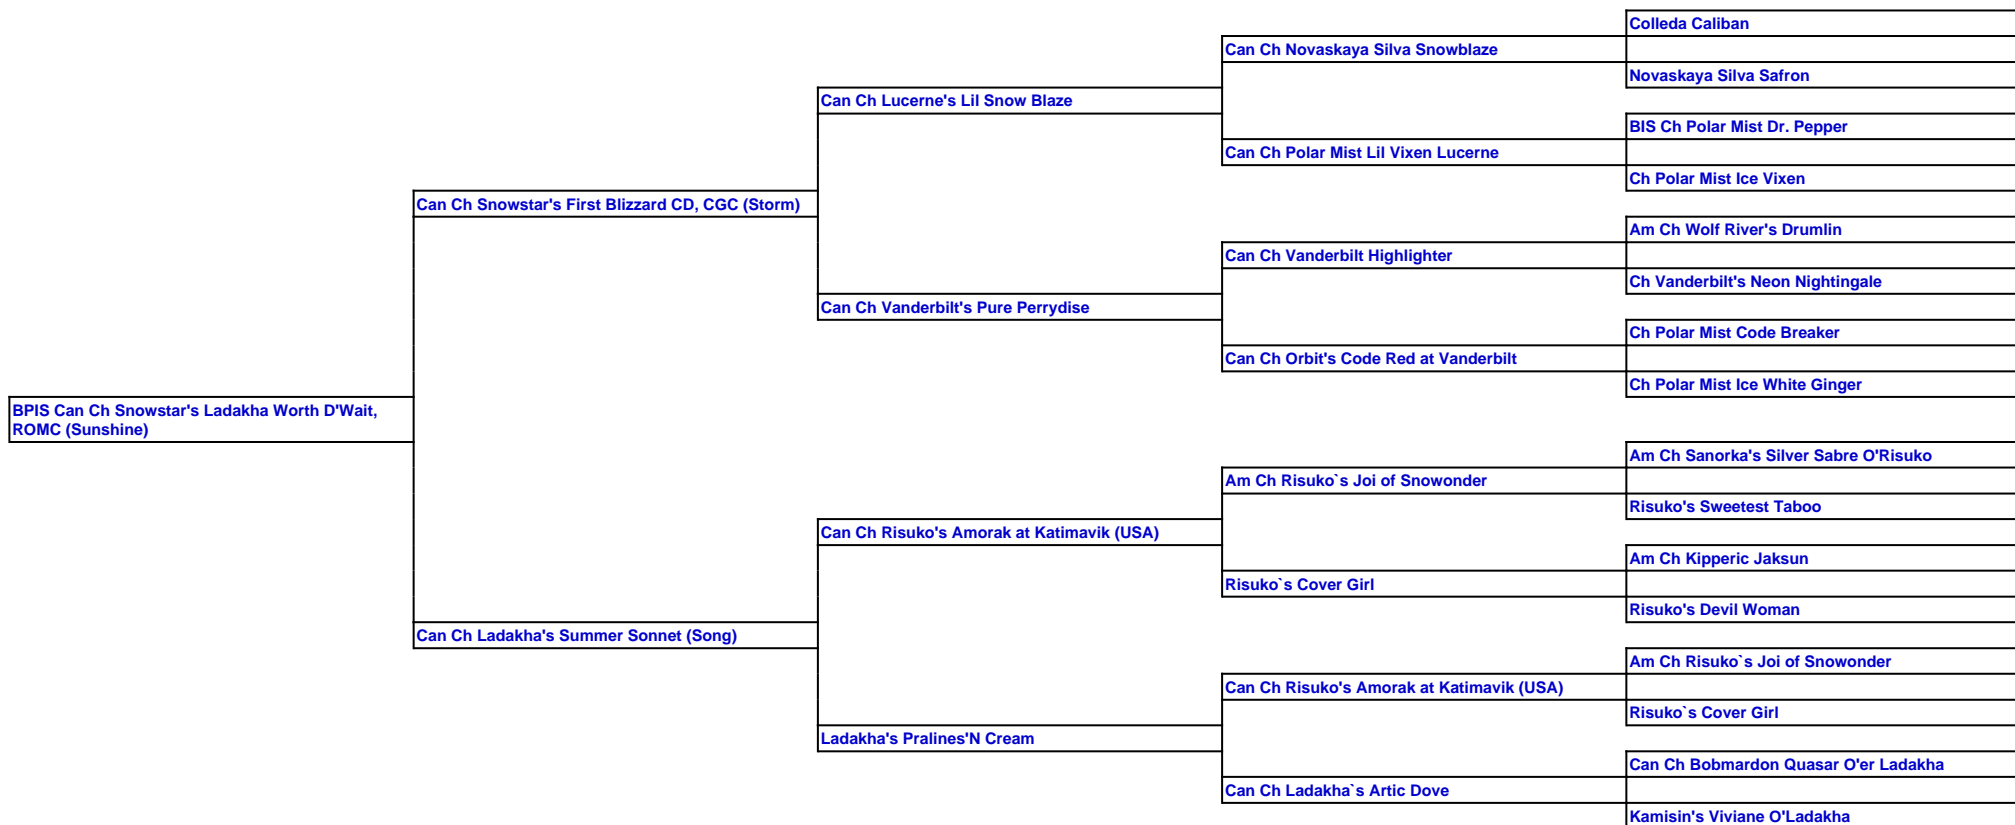 Colleda Caliban
Can Ch Novaskaya Silva Snowblaze
Novaskaya Silva Safron
Can Ch Lucerne's Lil Snow Blaze
BIS Ch Polar Mist Dr. Pepper
Can Ch Polar Mist Lil Vixen Lucerne
Ch Polar Mist Ice Vixen
Can Ch Snowstar's First Blizzard CD, CGC (Storm)
Am Ch Wolf River's Drumlin
Can Ch Vanderbilt Highlighter
Ch Vanderbilt's Neon Nightingale
Can Ch Vanderbilt's Pure Perrydise
Ch Polar Mist Code Breaker
Can Ch Orbit's Code Red at Vanderbilt
Ch Polar Mist Ice White Ginger
BPIS Can Ch Snowstar's Ladakha Worth D'Wait,
ROMC (Sunshine)
Am Ch Sanorka's Silver Sabre O'Risuko
Am Ch Risuko`s Joi of Snowonder
Risuko's Sweetest Taboo
Can Ch Risuko's Amorak at Katimavik (USA)
Am Ch Kipperic Jaksun
Risuko`s Cover Girl
Risuko's Devil Woman
Can Ch Ladakha's Summer Sonnet (Song)
Am Ch Risuko`s Joi of Snowonder
Can Ch Risuko's Amorak at Katimavik (USA)
Risuko`s Cover Girl
Ladakha's Pralines'N Cream
Can Ch Bobmardon Quasar O'er Ladakha
Can Ch Ladakha`s Artic Dove
Kamisin's Viviane O'Ladakha